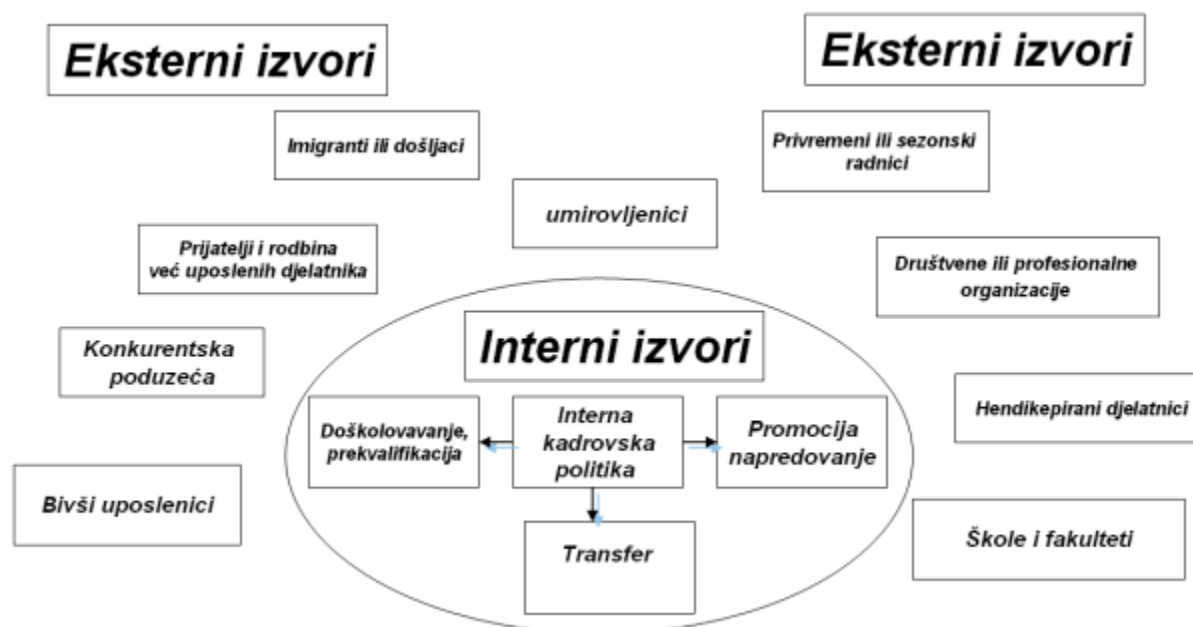 Eksterni izvori
Eksterni izvori
Imigranti ili došljaci
Privremeni ili sezonski
radnici
umirovljenici
Prijatelji i rodbina
već uposlenih djelatnika
Društvene ili profesionalne
organizacije
Interni izvori
Konkurentska
poduzeća
Hendikepirani djelatnici
Doškolovavanje,
prekvalifikacija
Interna
kadrovska
politika
Promocija
napredovanje
Bivši uposlenici
Škole i fakulteti
Transfer